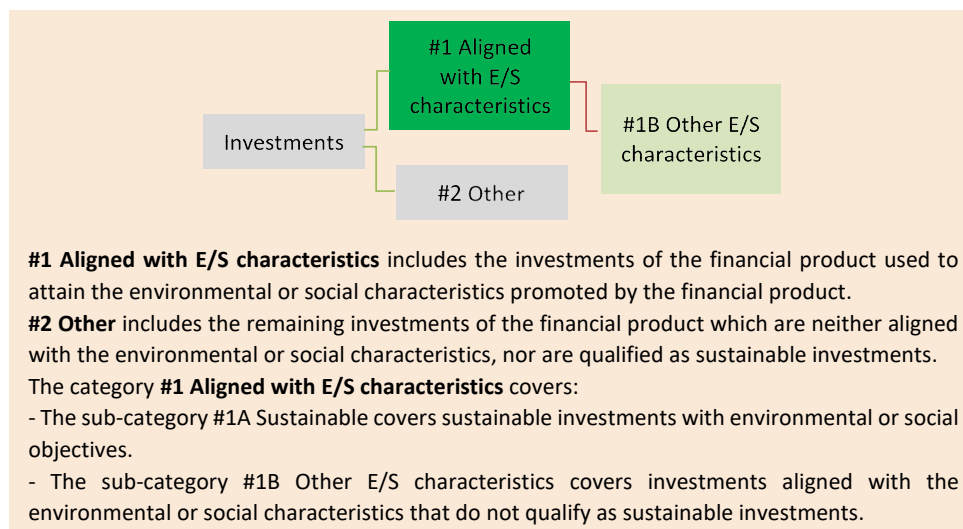 #1 Aligned
with E/S
characteristics
#1B Other E/S
characteristics
Investments
#2 Other
#1 Aligned with E/S characteristics includes the investments of the financial product used to
attain the environmental or social characteristics promoted by the financial product.
#2 Other includes the remaining investments of the financial product which are neither aligned
with the environmental or social characteristics, nor are qualified as sustainable investments.
The category #1 Aligned with E/S characteristics covers:
- The sub-category #1A Sustainable covers sustainable investments with environmental or social
objectives.
- The sub-category #1B Other E/S characteristics covers investments aligned with the
environmental or social characteristics that do not qualify as sustainable investments.